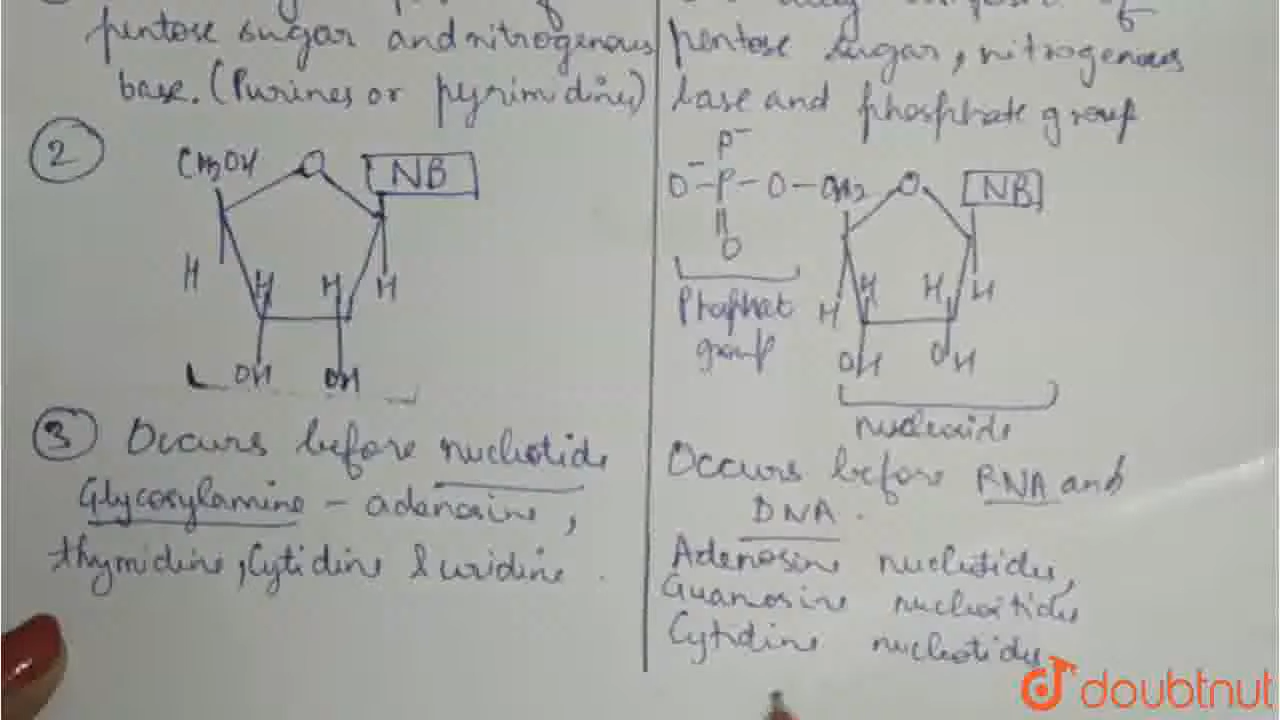 pentose sugar and nitrogenous
base. (Purines or pyrimidines)
2
CH2OH O NB
H H H H
OH OH
3 Occurs before nucleotide
Glycosylamine - adenosine,
thymidine, Cytidine & uridine.
pentose sugar, nitrogenous
base and phosphate group
P-
O- - P - O - CH2 O NB
O
H H H H
Phosphat
group
OH OH
nucleoside
Occurs before RNA and
DNA.
Adenosine nucleotides,
Guanosine nucleotides
Cytidine nucleotides
doubtnut